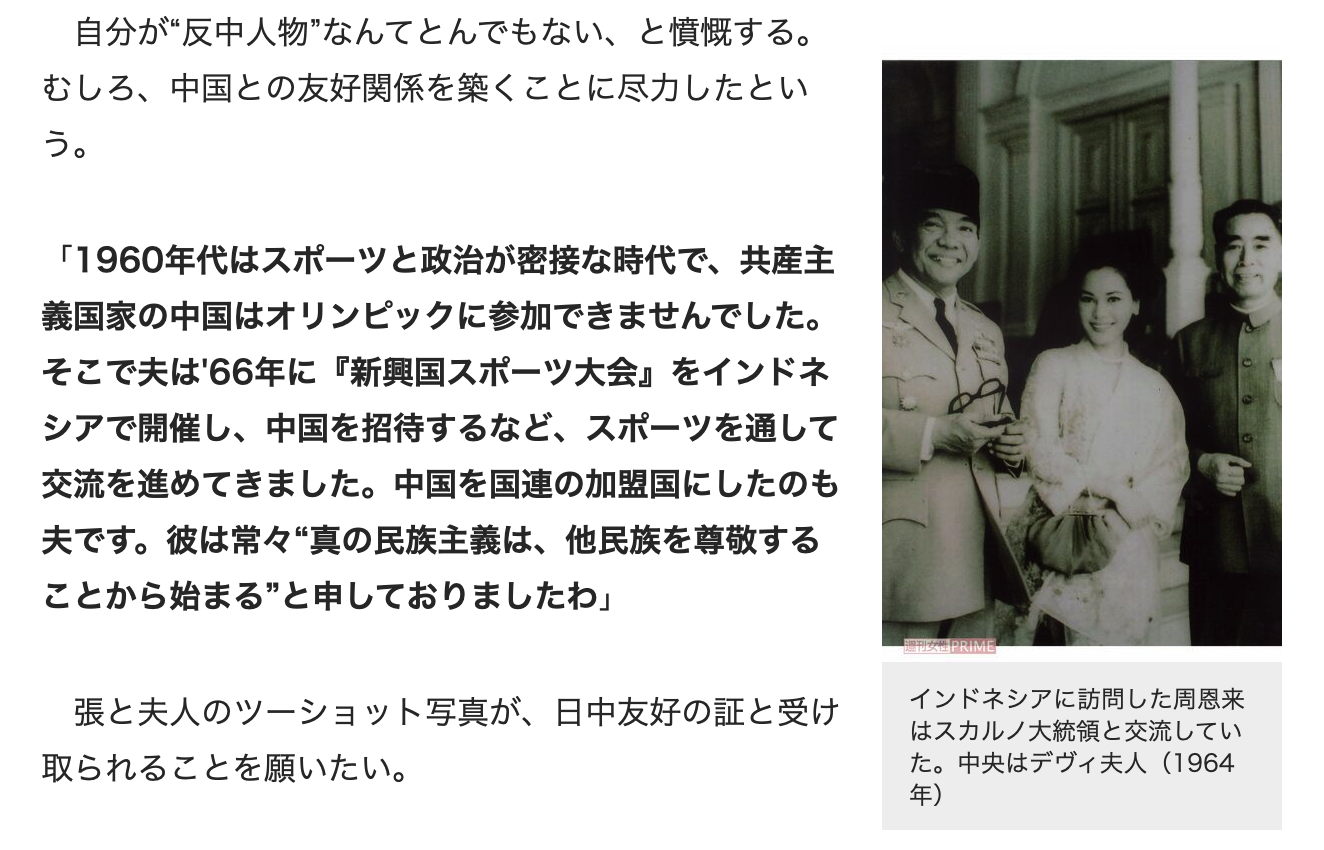 自分が“反中人物”なんてとんでもない、と憤慨する。
むしろ、中国との友好関係を築くことに尽力したとい
う。
「1960年代はスポーツと政治が密接な時代で、共産主
義国家の中国はオリンピックに参加できませんでした。
そこで夫は'66年に『新興国スポーツ大会』をインドネ
シアで開催し、中国を招待するなど、スポーツを通して
交流を進めてきました。中国を国連の加盟国にしたのも
夫です。彼は常々“真の民族主義は、他民族を尊敬する
ことから始まる”と申しておりましたわ」
張と夫人のツーショット写真が、日中友好の証と受け
取られることを願いたい。
週刊女性PRIME
インドネシアに訪問した周恩来
はスカルノ大統領と交流してい
た。中央はデヴィ夫人（1964
年）